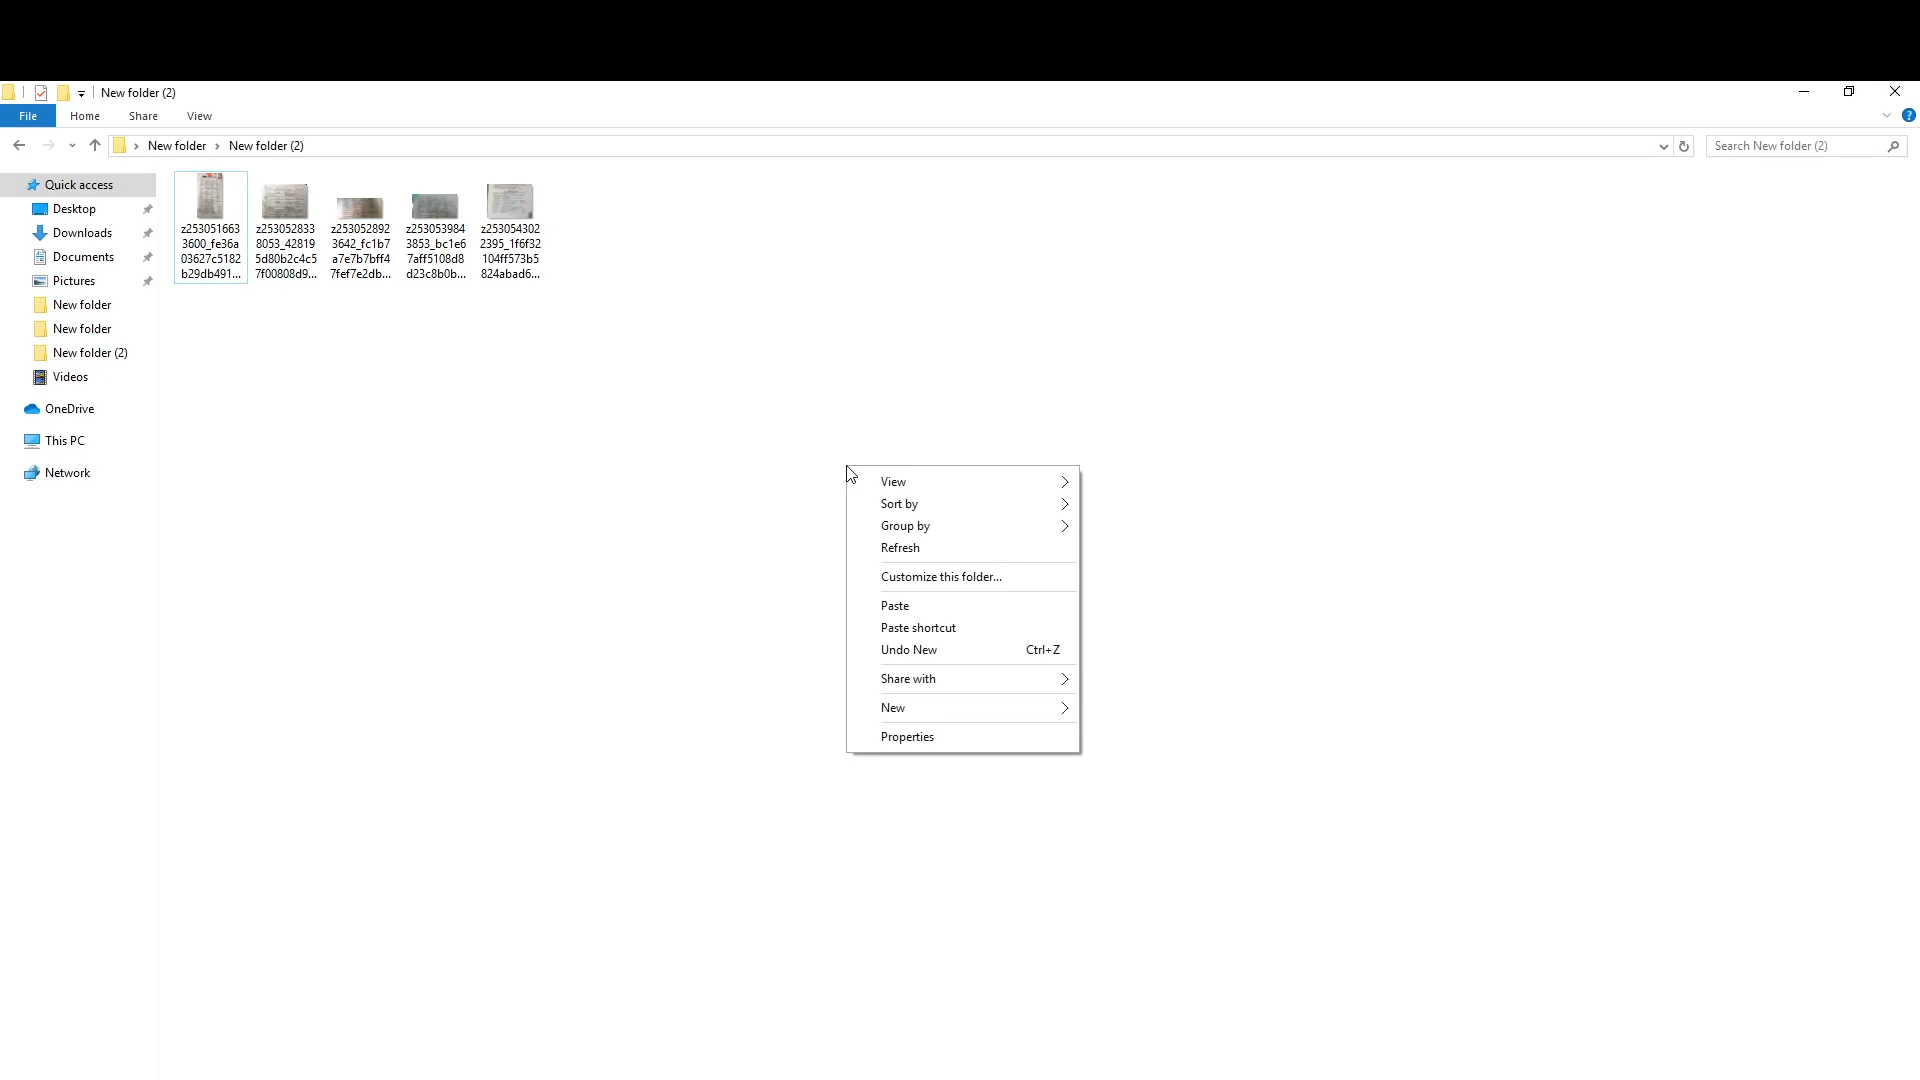 New folder (2)
File Home Share View
New folder New folder (2)
Search New folder (2)
Quick access
Desktop
Downloads
Documents
Pictures
New folder
New folder
New folder (2)
Videos
OneDrive
This PC
Network
z253051663
3600_fe36a
03627c5182
b29db491...
z253052833
8053_42819
5d80b2c4c5
7f00808d9...
z253052892
3642_fc1b7
a7e7b7bff4
7fef7e2db...
z253053984
3853_bc1e6
7aff5108d8
d23c8b0b...
z253054302
2395_1f6f32
104ff573b5
824abad6...
View
Sort by
Group by
Refresh
Customize this folder...
Paste
Paste shortcut
Undo New Ctrl+Z
Share with
New
Properties